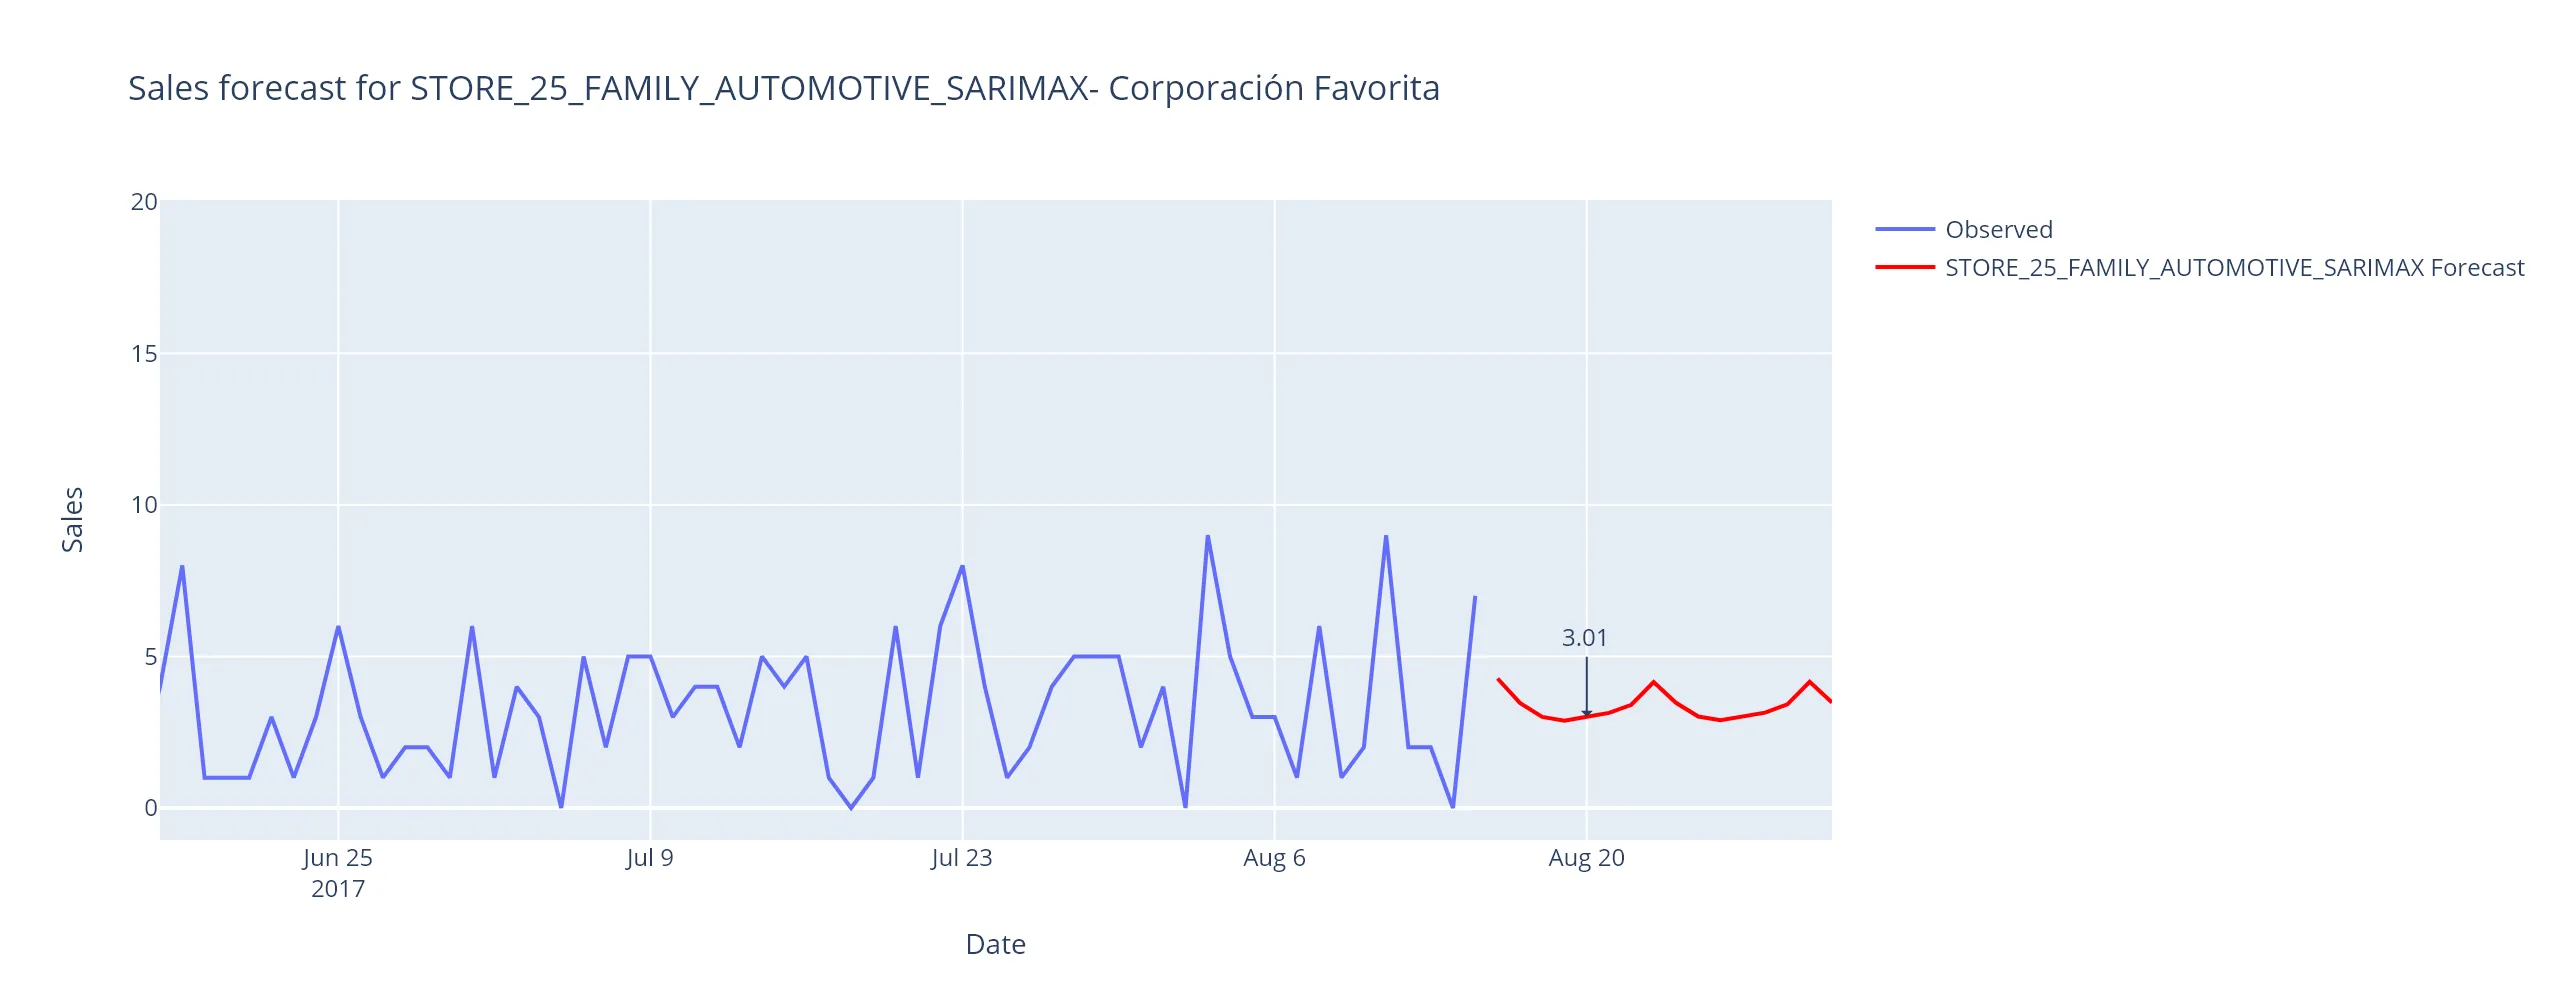 Sales forecast for STORE_25_FAMILY_AUTOMOTIVE_SARIMAX- Corporación Favorita
Observed
STORE_25_FAMILY_AUTOMOTIVE_SARIMAX Forecast
20
15
10
5
0
Sales
3.01
Jun 25
2017
Jul 9
Jul 23
Aug 6
Aug 20
Date